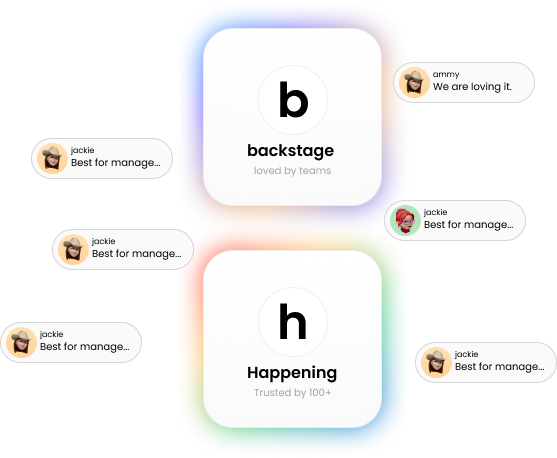 b
backstage
loved by teams
ammy
We are loving it.
jackie
Best for manage...
jackie
Best for manage...
jackie
Best for manage...
h
Happening
Trusted by 100+
jackie
Best for manage...
jackie
Best for manage...